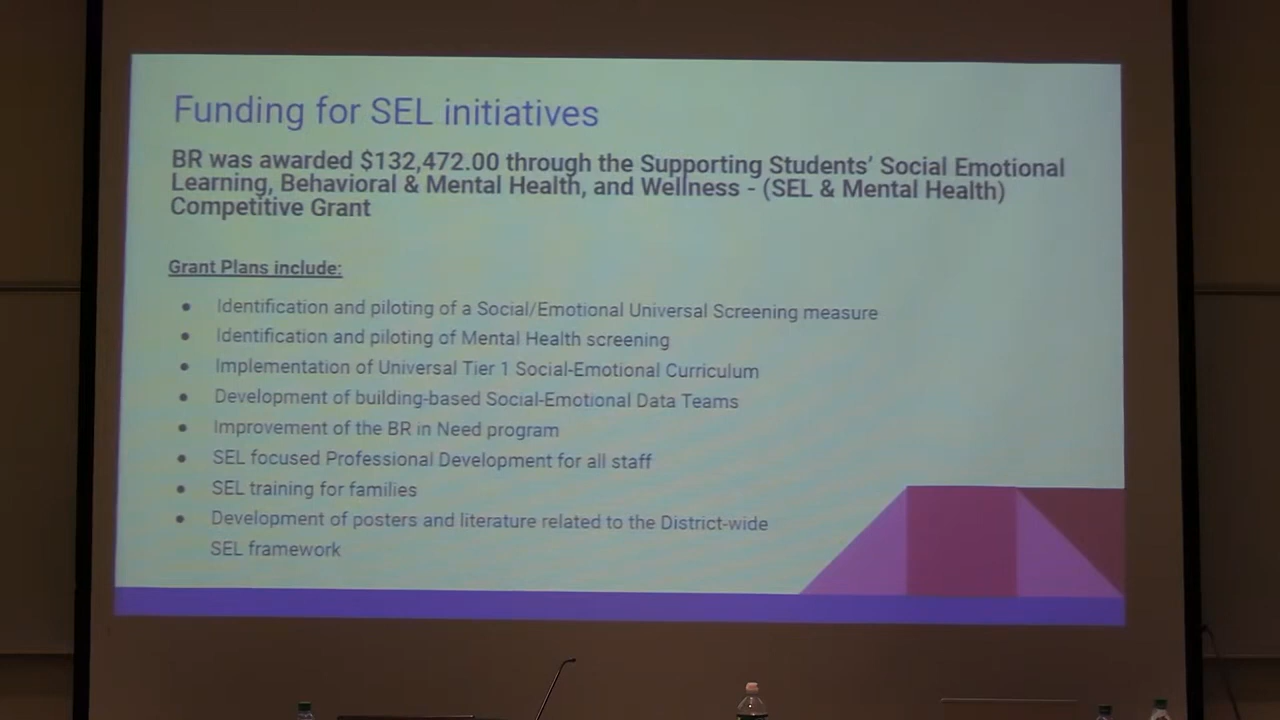 Funding for SEL initiatives
BR was awarded $132,472.00 through the Supporting Students' Social Emotional
Learning, Behavioral & Mental Health, and Wellness - (SEL & Mental Health)
Competitive Grant
Grant Plans include:
● Identification and piloting of a Social/Emotional Universal Screening measure
● Identification and piloting of Mental Health screening
● Implementation of Universal Tier 1 Social-Emotional Curriculum
● Development of building-based Social-Emotional Data Teams
● Improvement of the BR in Need program
● SEL focused Professional Development for all staff
● SEL training for families
● Development of posters and literature related to the District-wide
SEL framework